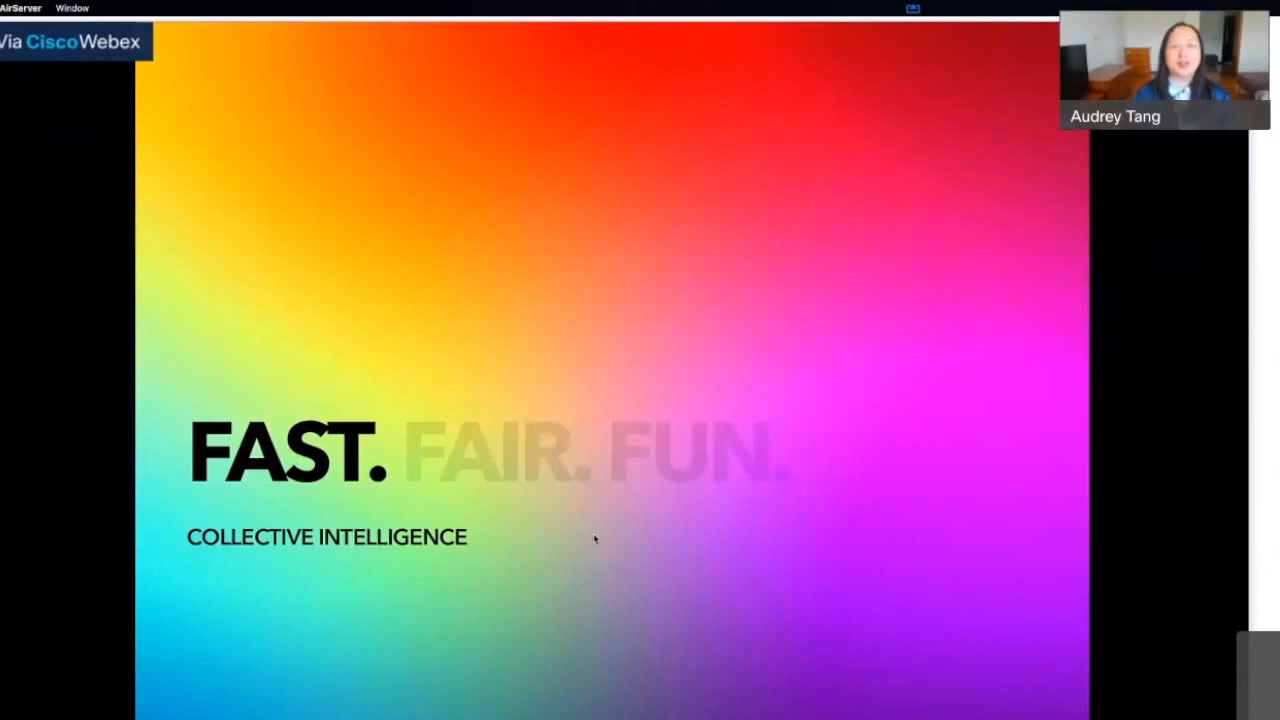 AirServer Window
Via CiscoWebex
Audrey Tang
FAST. FAIR. FUN.
COLLECTIVE INTELLIGENCE